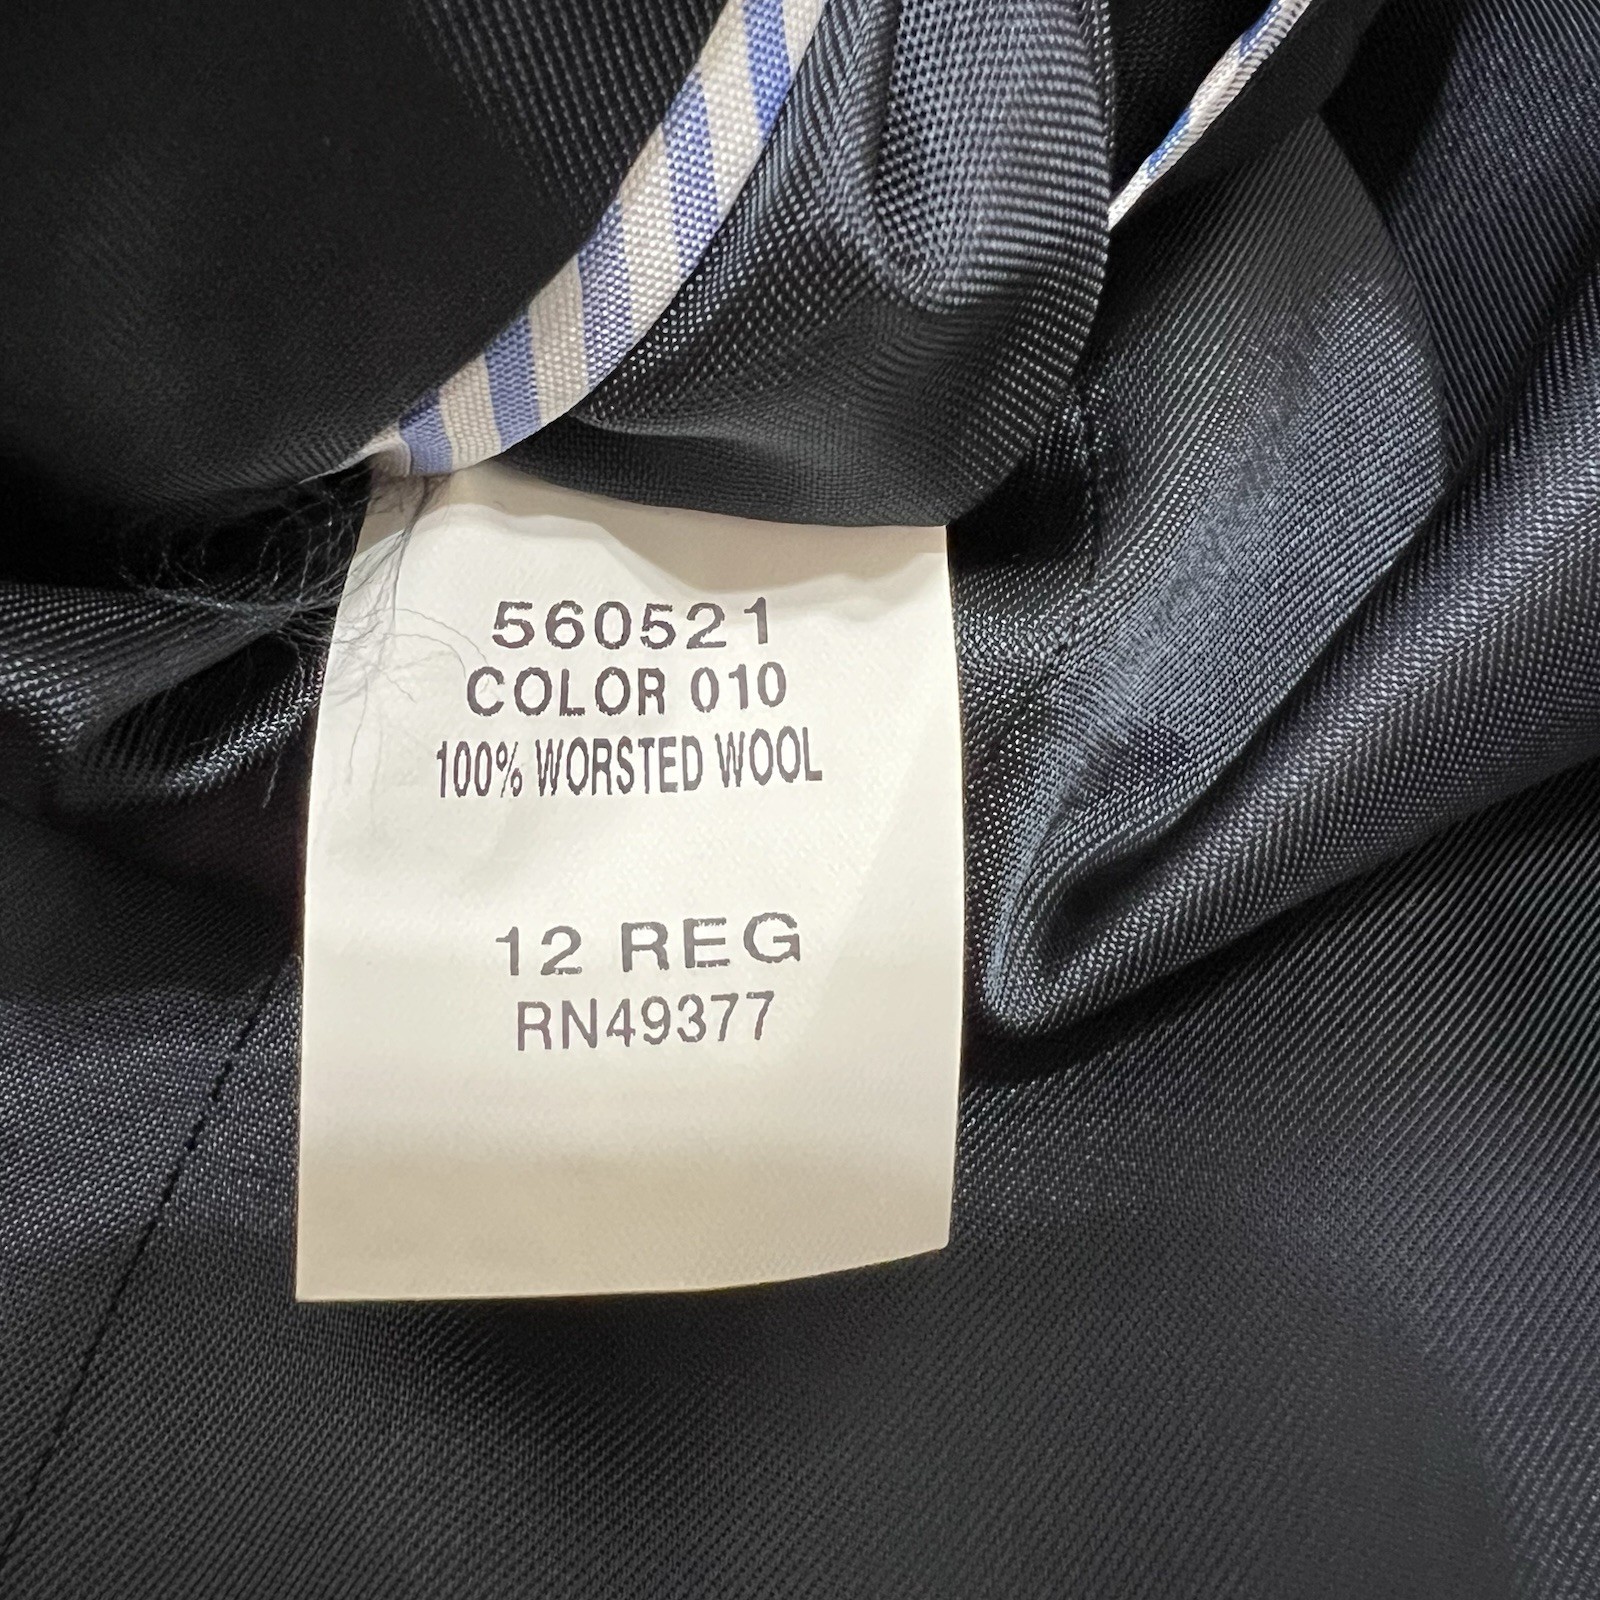 560521
COLOR 010
100% WORSTED WOOL
12 REG
RN49377